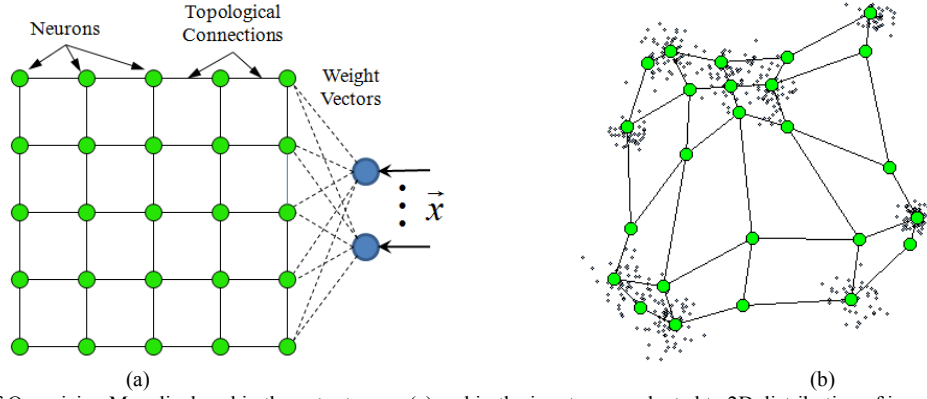 Neurons
Topological
Connections
Weight
Vectors
x
(a)
(b)